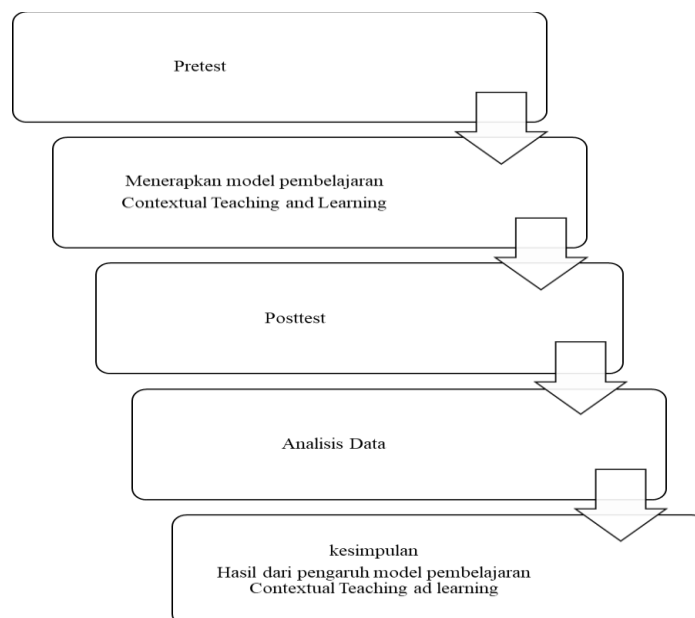 Pretest
Menerapkan model pembelajaran
Contextual Teaching and Learning
Posttest
Analisis Data
kesimpulan
Hasil dari pengaruh model pembelajaran
Contextual Teaching ad learning